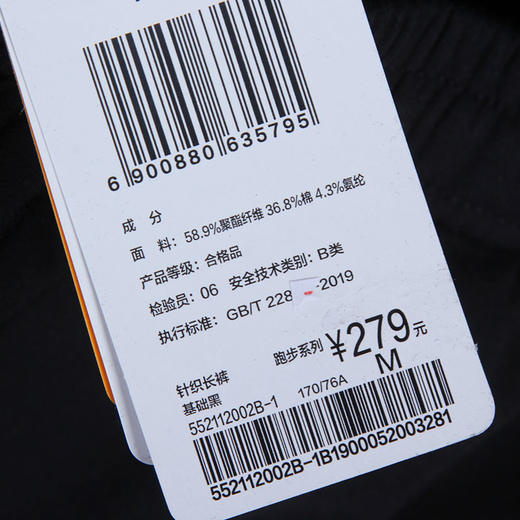 6 900880 635795
成 分
面 料：58.9%聚酯纤维 36.8%棉 4.3%氨纶
产品等级：合格品
检验员：06 安全技术类别：B类
执行标准：GB/T 228 -2019
针织长裤 跑步系列 ¥279元
基础黑
552112002B-1 170/76A M
552112002B-1B1900052003281